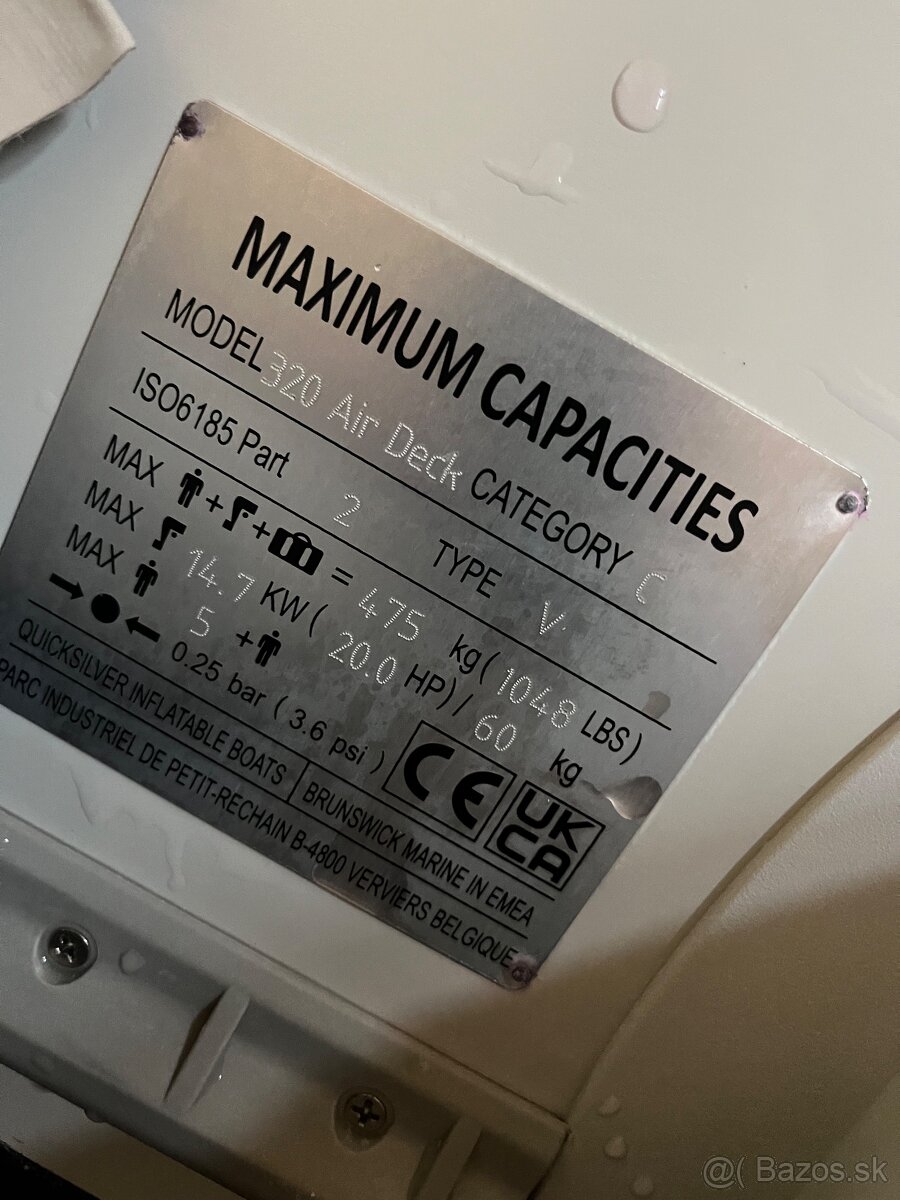 MAXIMUM CAPACITIES
MODEL 320 Air Deck CATEGORY C
ISO6185 Part 2 TYPE V.
MAX + + = 475 kg ( 1048 LBS )
MAX 14.7 KW ( 20.0 HP) / 60 kg
MAX 5 +
0.25 bar ( 3.6 psi ) CE UKCA
QUICKSILVER INFLATABLE BOATS BRUNSWICK MARINE IN EMEA
PARC INDUSTRIEL DE PETIT-RECHAIN B-4800 VERVIERS BELGIQUE
@( Bazos.sk